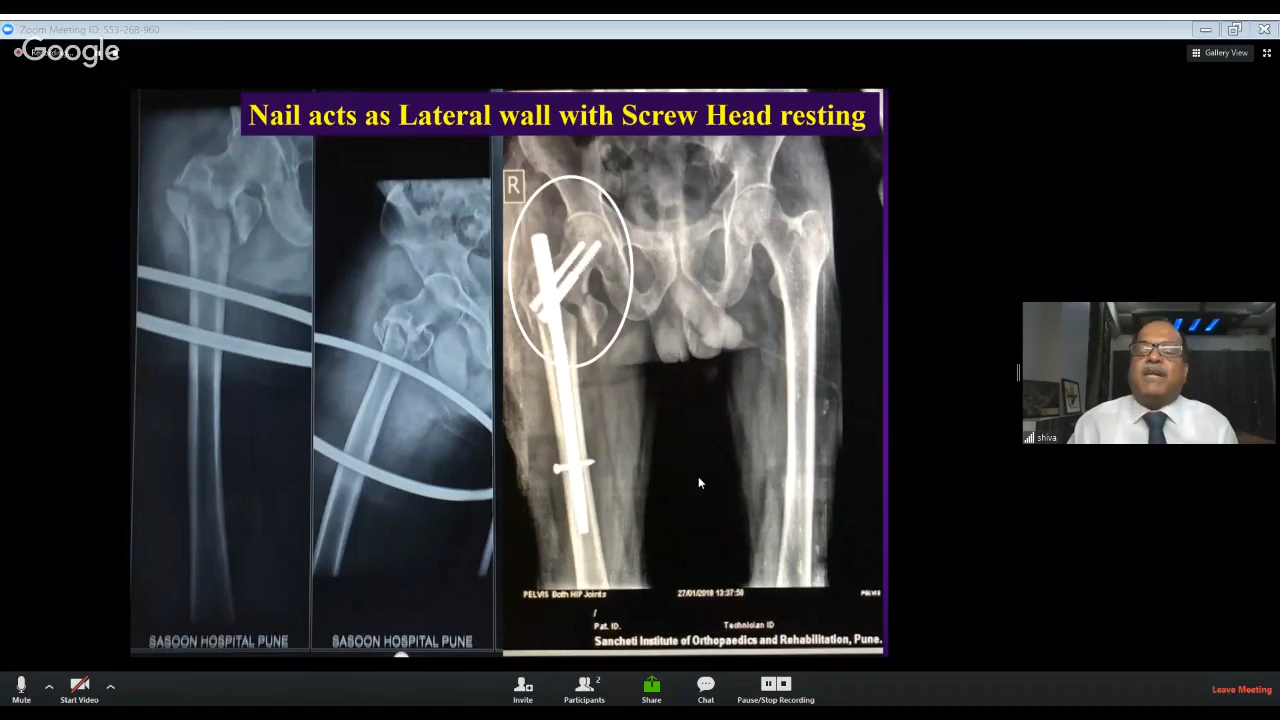 Zoom Meeting ID: 553-268-960
Google
Gallery View
Nail acts as Lateral wall with Screw Head resting
R
shiva
PELVIS Both HIP Joints 27/01/2018 13:37:58 PELVIS
/
Pat. ID. Technician ID
SASOON HOSPITAL PUNE SASOON HOSPITAL PUNE Sancheti Institute of Orthopaedics and Rehabilitation, Pune.
Mute Start Video Invite Participants 2 Share Chat Pause/Stop Recording Leave Meeting